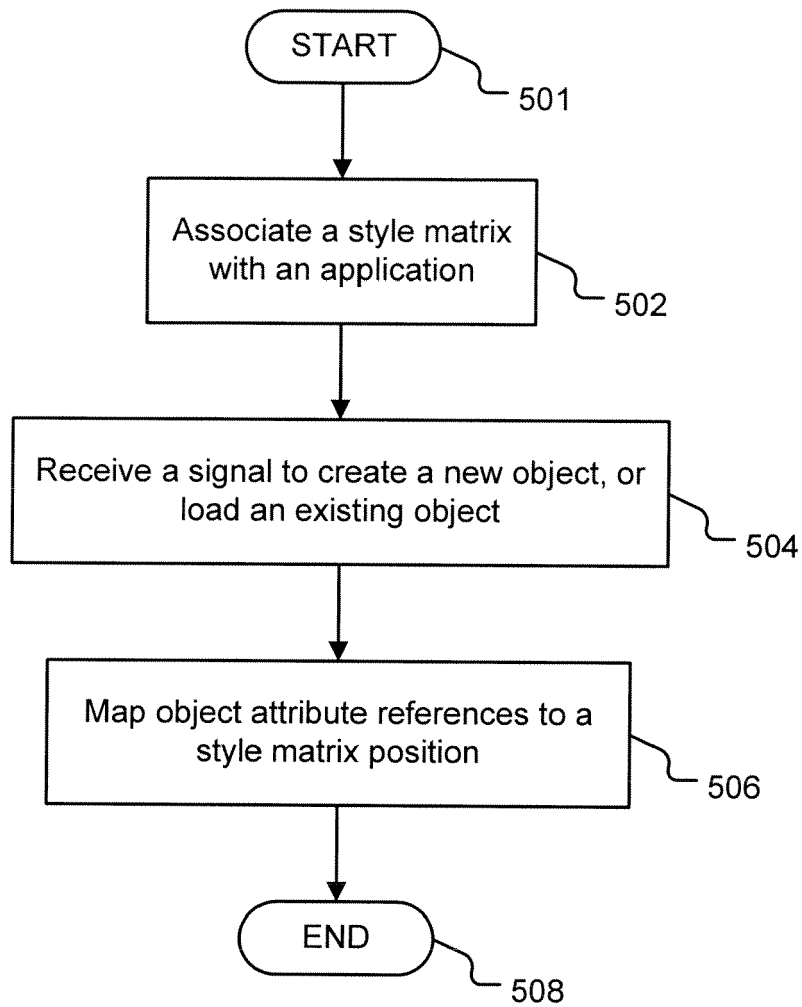 START
501
Associate a style matrix
with an application
502
Receive a signal to create a new object, or
load an existing object
504
Map object attribute references to a
style matrix position
506
END
508